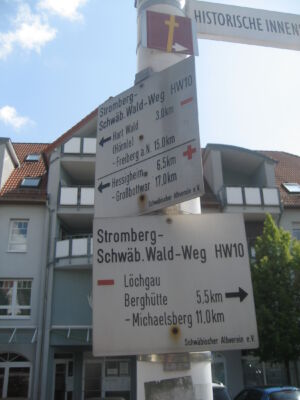 HISTORISCHE INNEN
Stromberg-
Schwäb. Wald-Weg HW10
Hart Wald 3.0km
(Hörnle)
- Freiberg a.N. 15.0km
Hessigheim 6.5km
- Großbottwar 17.0km
Schwäbischer Albverein e.V.
Stromberg-
Schwäb. Wald-Weg HW10
Löchgau
Berghütte 5.5km
- Michaelsberg 11.0km
Schwäbischer Albverein e.V.